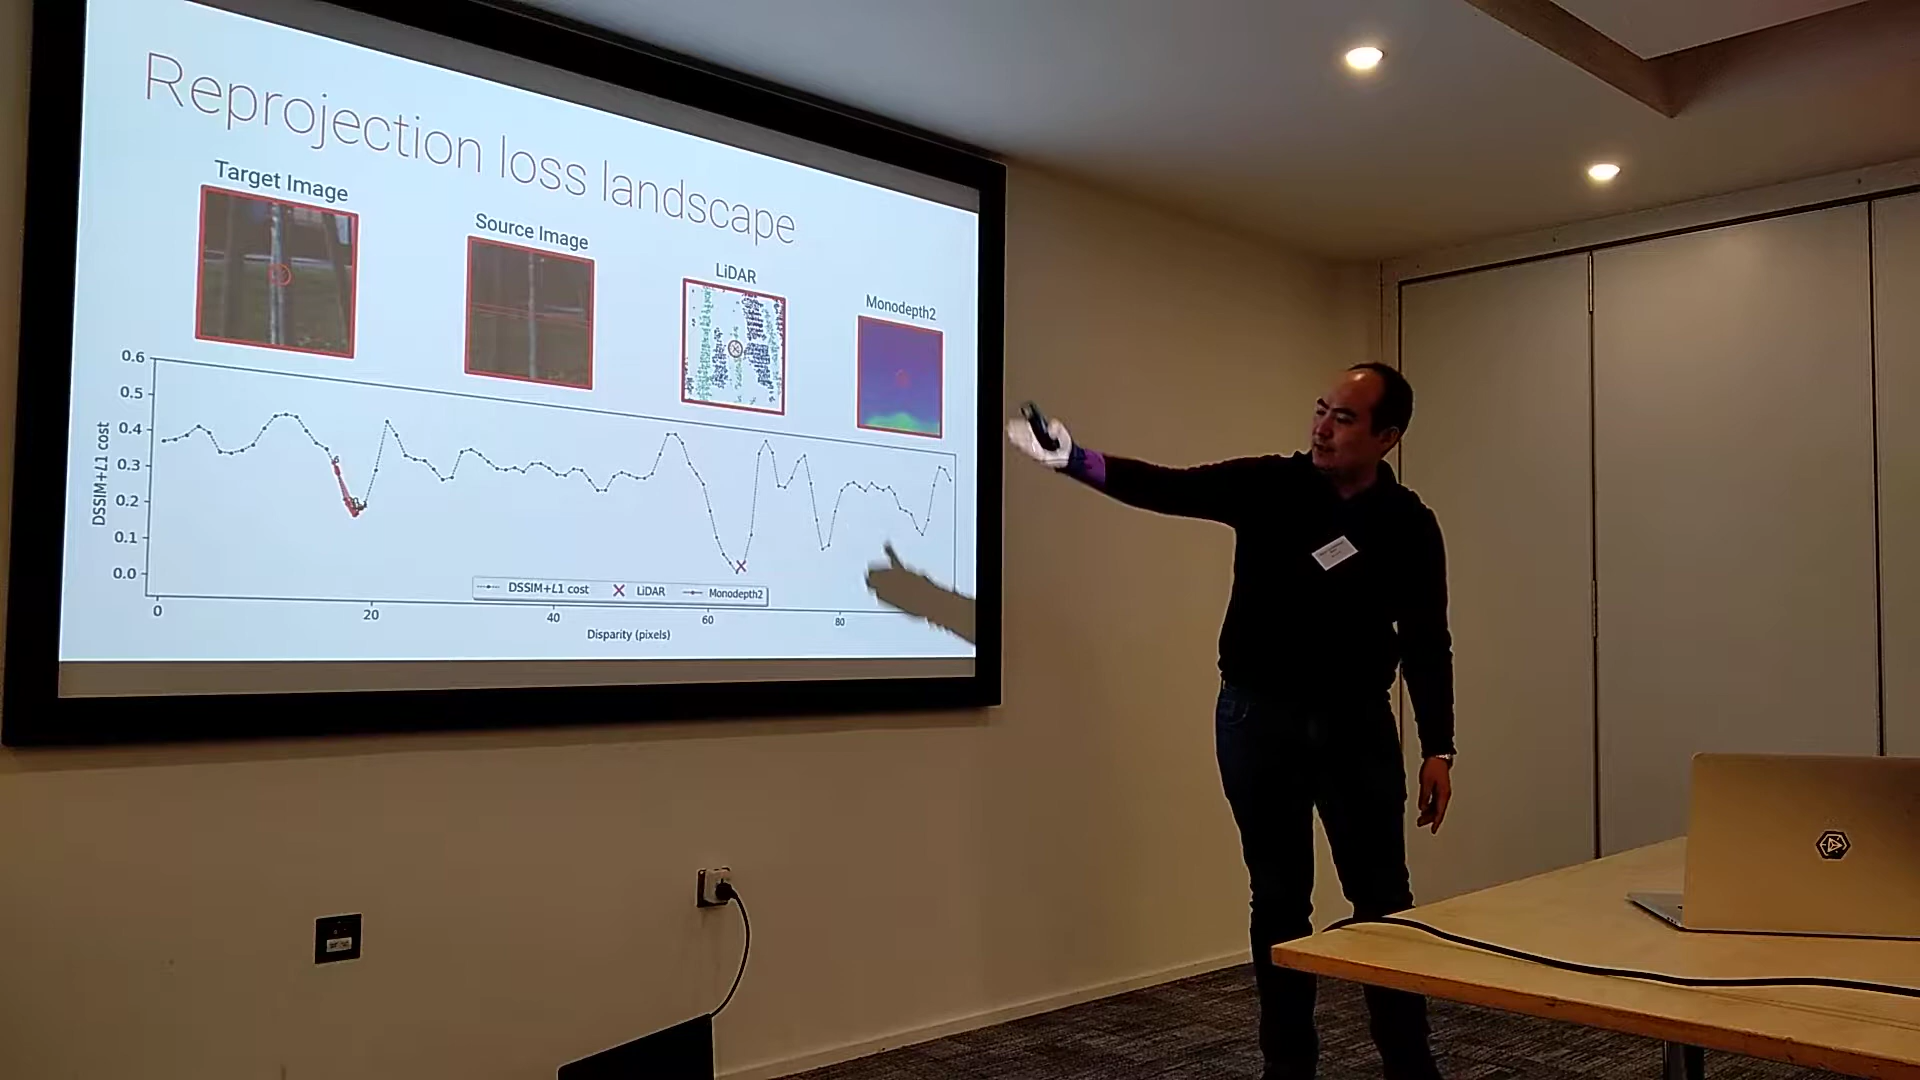 Reprojection loss landscape
Target Image
Source Image
LiDAR
Monodepth2
0.6
0.5
0.4
0.3
0.2
0.1
0.0
DSSIM+L1 cost
0
20
40
60
80
Disparity (pixels)
DSSIM+L1 cost
LiDAR
Monodepth2